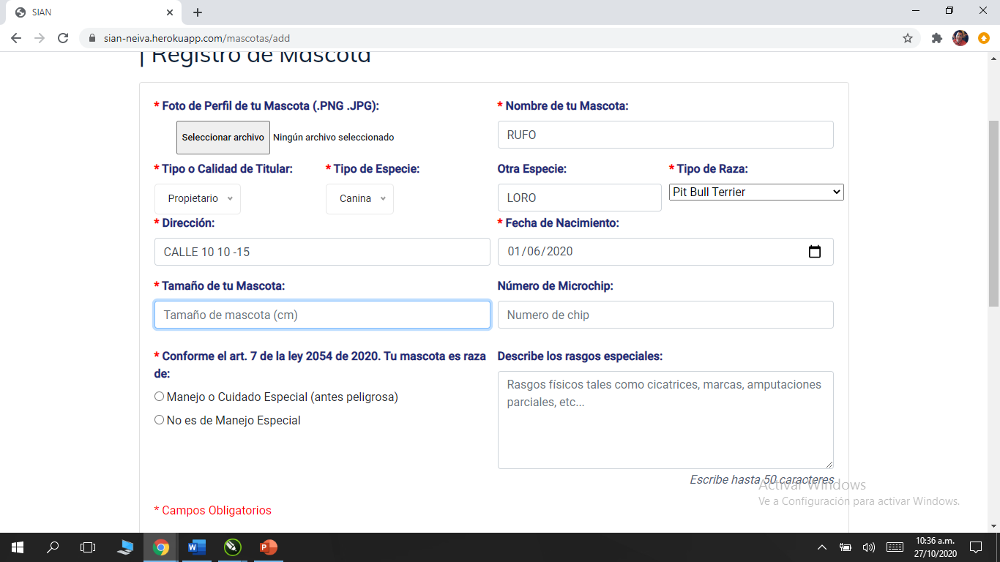 SIAN
sian-neiva.herokuapp.com/mascotas/add
| Registro de Mascota
* Foto de Perfil de tu Mascota (.PNG .JPG):
* Nombre de tu Mascota:
Seleccionar archivo Ningún archivo seleccionado
RUFO
* Tipo o Calidad de Titular:
* Tipo de Especie:
Otra Especie:
* Tipo de Raza:
Propietario
Canina
LORO
Pit Bull Terrier
* Dirección:
* Fecha de Nacimiento:
CALLE 10 10 -15
01/06/2020
* Tamaño de tu Mascota:
Número de Microchip:
Tamaño de mascota (cm)
Numero de chip
* Conforme el art. 7 de la ley 2054 de 2020. Tu mascota es raza
de:
Manejo o Cuidado Especial (antes peligrosa)
No es de Manejo Especial
Describe los rasgos especiales:
Rasgos físicos tales como cicatrices, marcas, amputaciones
parciales, etc...
Escribe hasta 50 caracteres
Activar Windows
Ve a Configuración para activar Windows.
* Campos Obligatorios
10:36 a.m.
27/10/2020